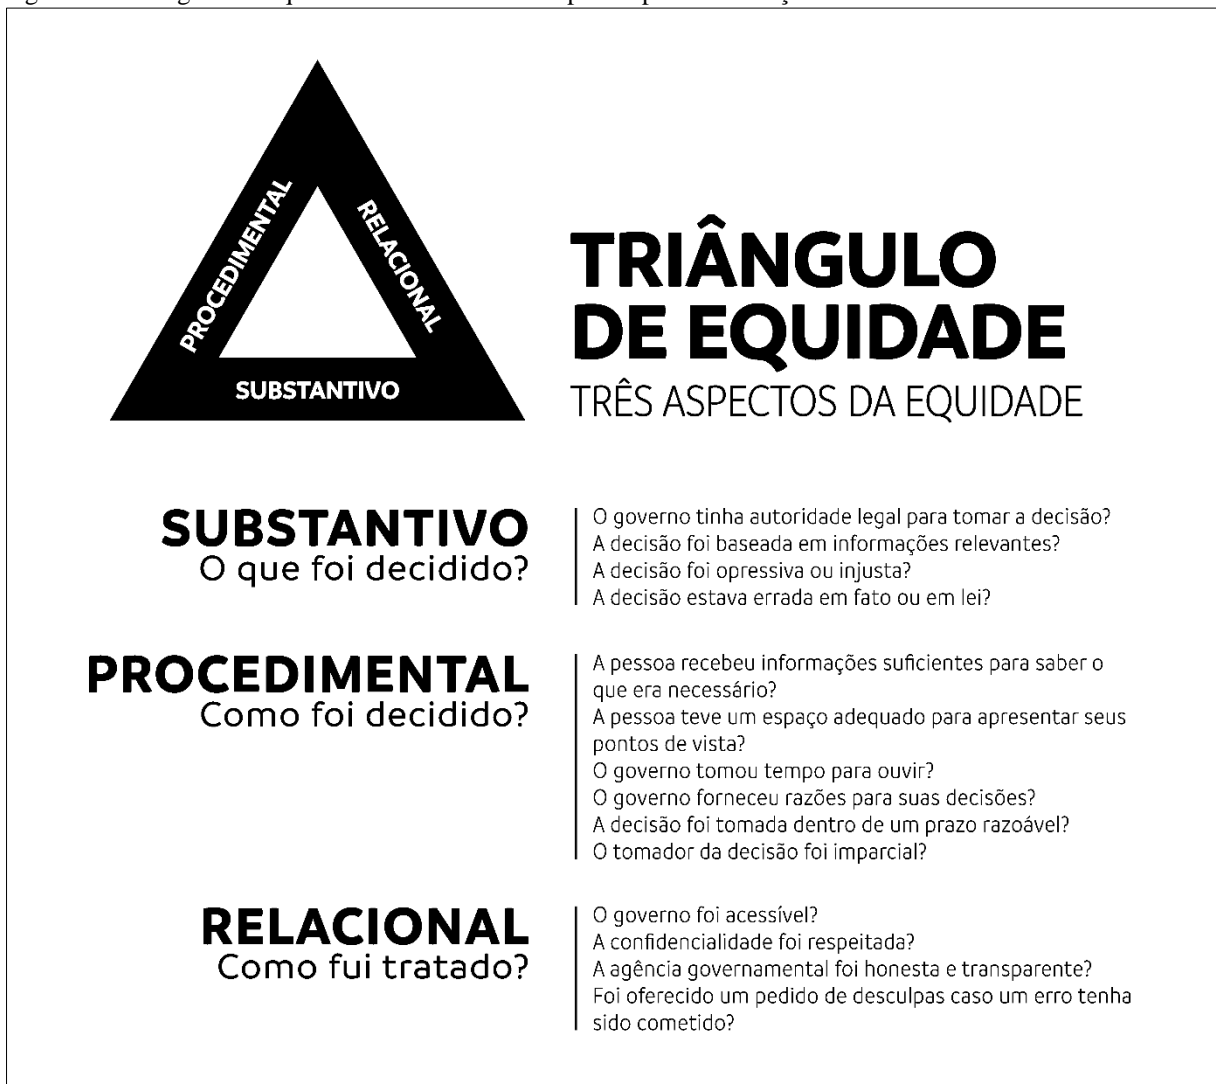 PROCEDIMENTAL
RELACIONAL
SUBSTANTIVO
TRIÂNGULO
DE EQUIDADE
TRÊS ASPECTOS DA EQUIDADE
SUBSTANTIVO
O que foi decidido?
O governo tinha autoridade legal para tomar a decisão?
A decisão foi baseada em informações relevantes?
A decisão foi opressiva ou injusta?
A decisão estava errada em fato ou em lei?
PROCEDIMENTAL
Como foi decidido?
A pessoa recebeu informações suficientes para saber o
que era necessário?
A pessoa teve um espaço adequado para apresentar seus
pontos de vista?
O governo tomou tempo para ouvir?
O governo forneceu razões para suas decisões?
A decisão foi tomada dentro de um prazo razoável?
O tomador da decisão foi imparcial?
RELACIONAL
Como fui tratado?
O governo foi acessível?
A confidencialidade foi respeitada?
A agência governamental foi honesta e transparente?
Foi oferecido um pedido de desculpas caso um erro tenha
sido cometido?